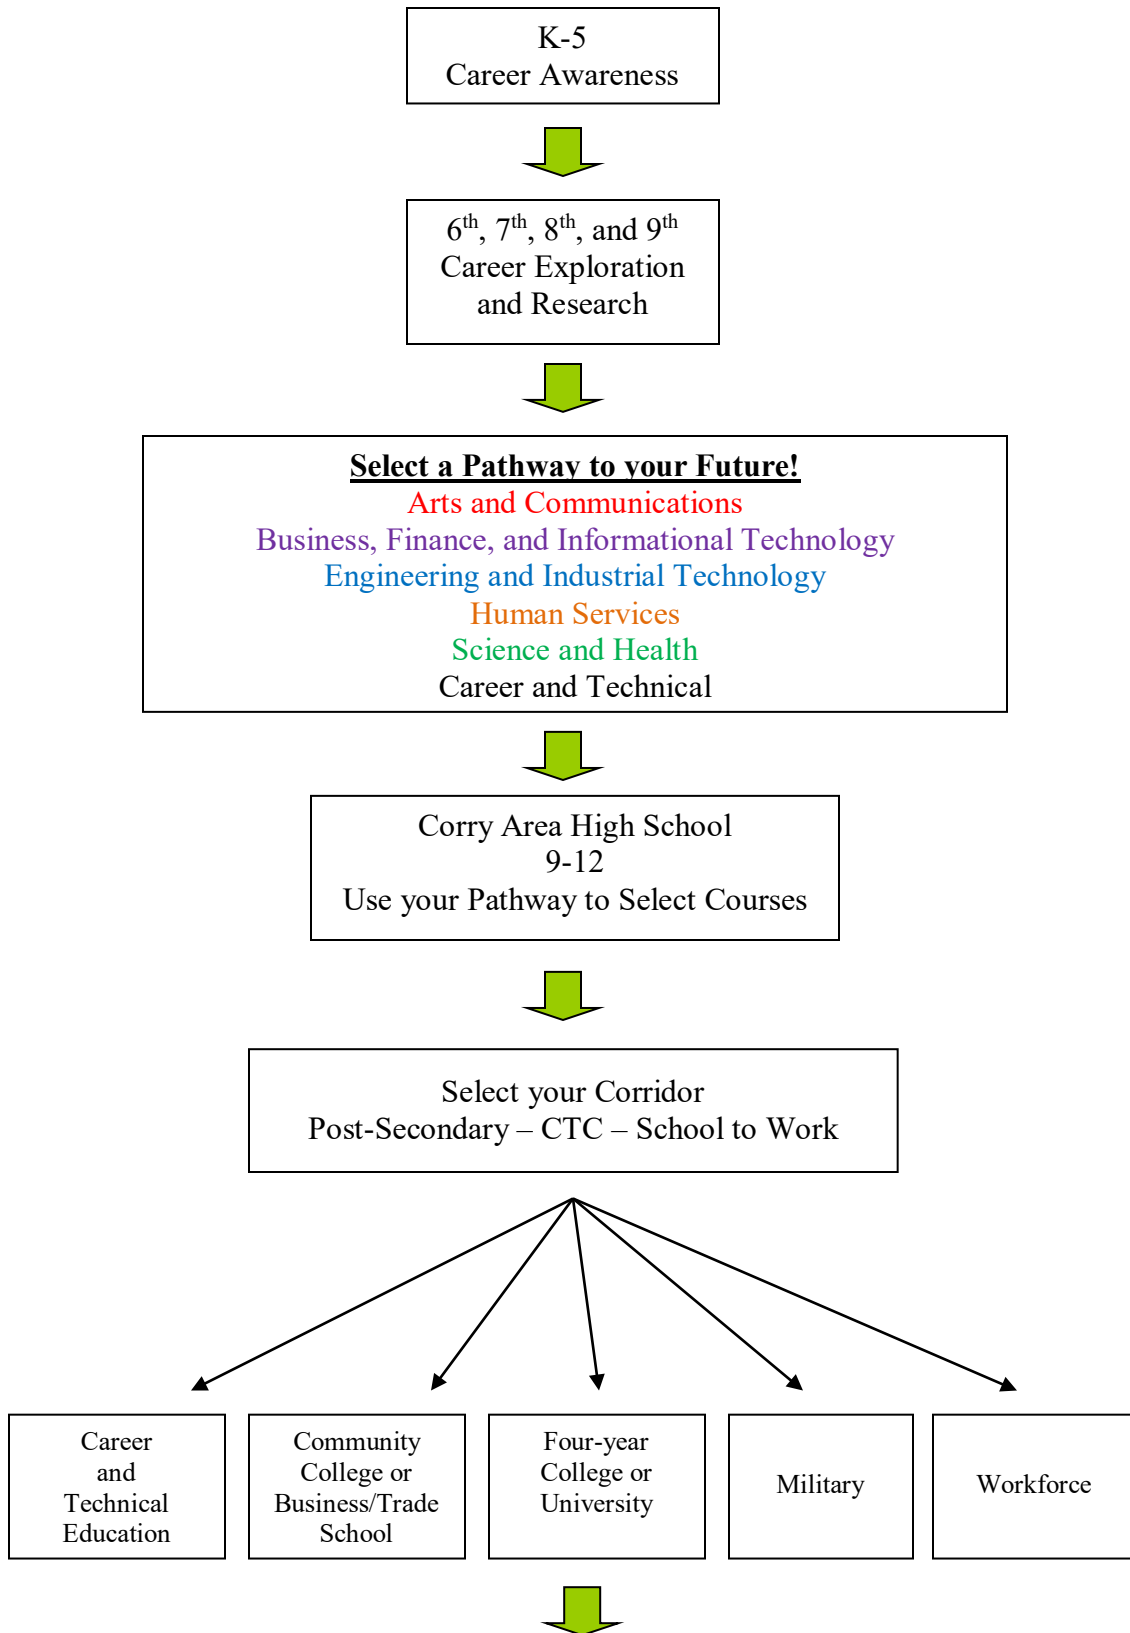 K-5
Career Awareness
6th, 7th, 8th, and 9th
Career Exploration
and Research
Select a Pathway to your Future!
Arts and Communications
Business, Finance, and Informational Technology
Engineering and Industrial Technology
Human Services
Science and Health
Career and Technical
Corry Area High School
9-12
Use your Pathway to Select Courses
Select your Corridor
Post-Secondary – CTC – School to Work
Career
and
Technical
Education
Community
College or
Business/Trade
School
Four-year
College or
University
Military
Workforce